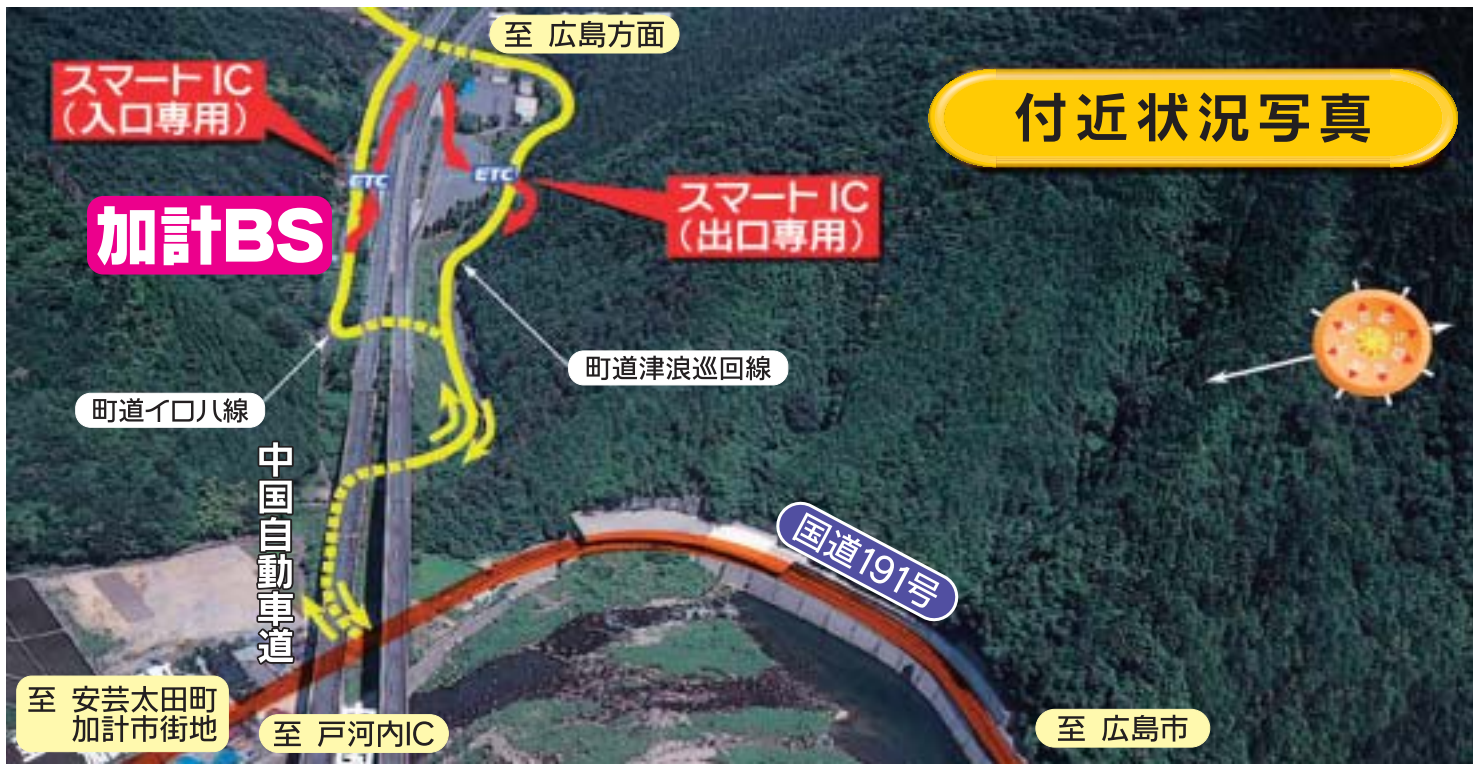 至 広島方面
スマートIC
（入口専用）
付近状況写真
ETC
ETC
スマートIC
（出口専用）
加計BS
町道津浪巡回線
町道イロハ線
中国自動車道
国道191号
至 安芸太田町
加計市街地
至 戸河内IC
中国
至 広島市